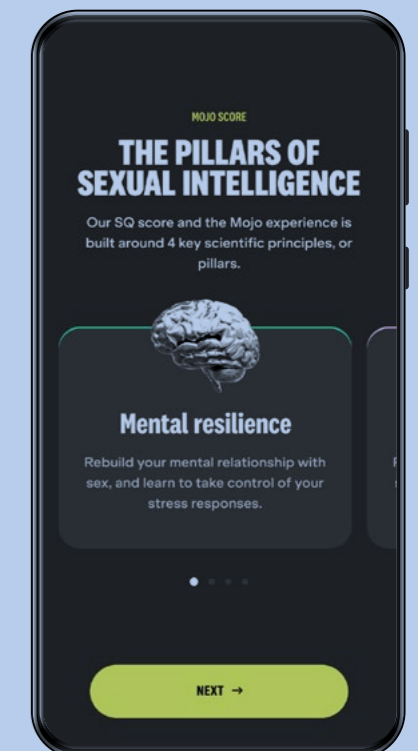 MOJO SCORE
THE PILLARS OF
SEXUAL INTELLIGENCE
Our SQ score and the Mojo experience is
built around 4 key scientific principles, or
pillars.
Mental resilience
Rebuild your mental relationship with
sex, and learn to take control of your
stress responses.
NEXT →